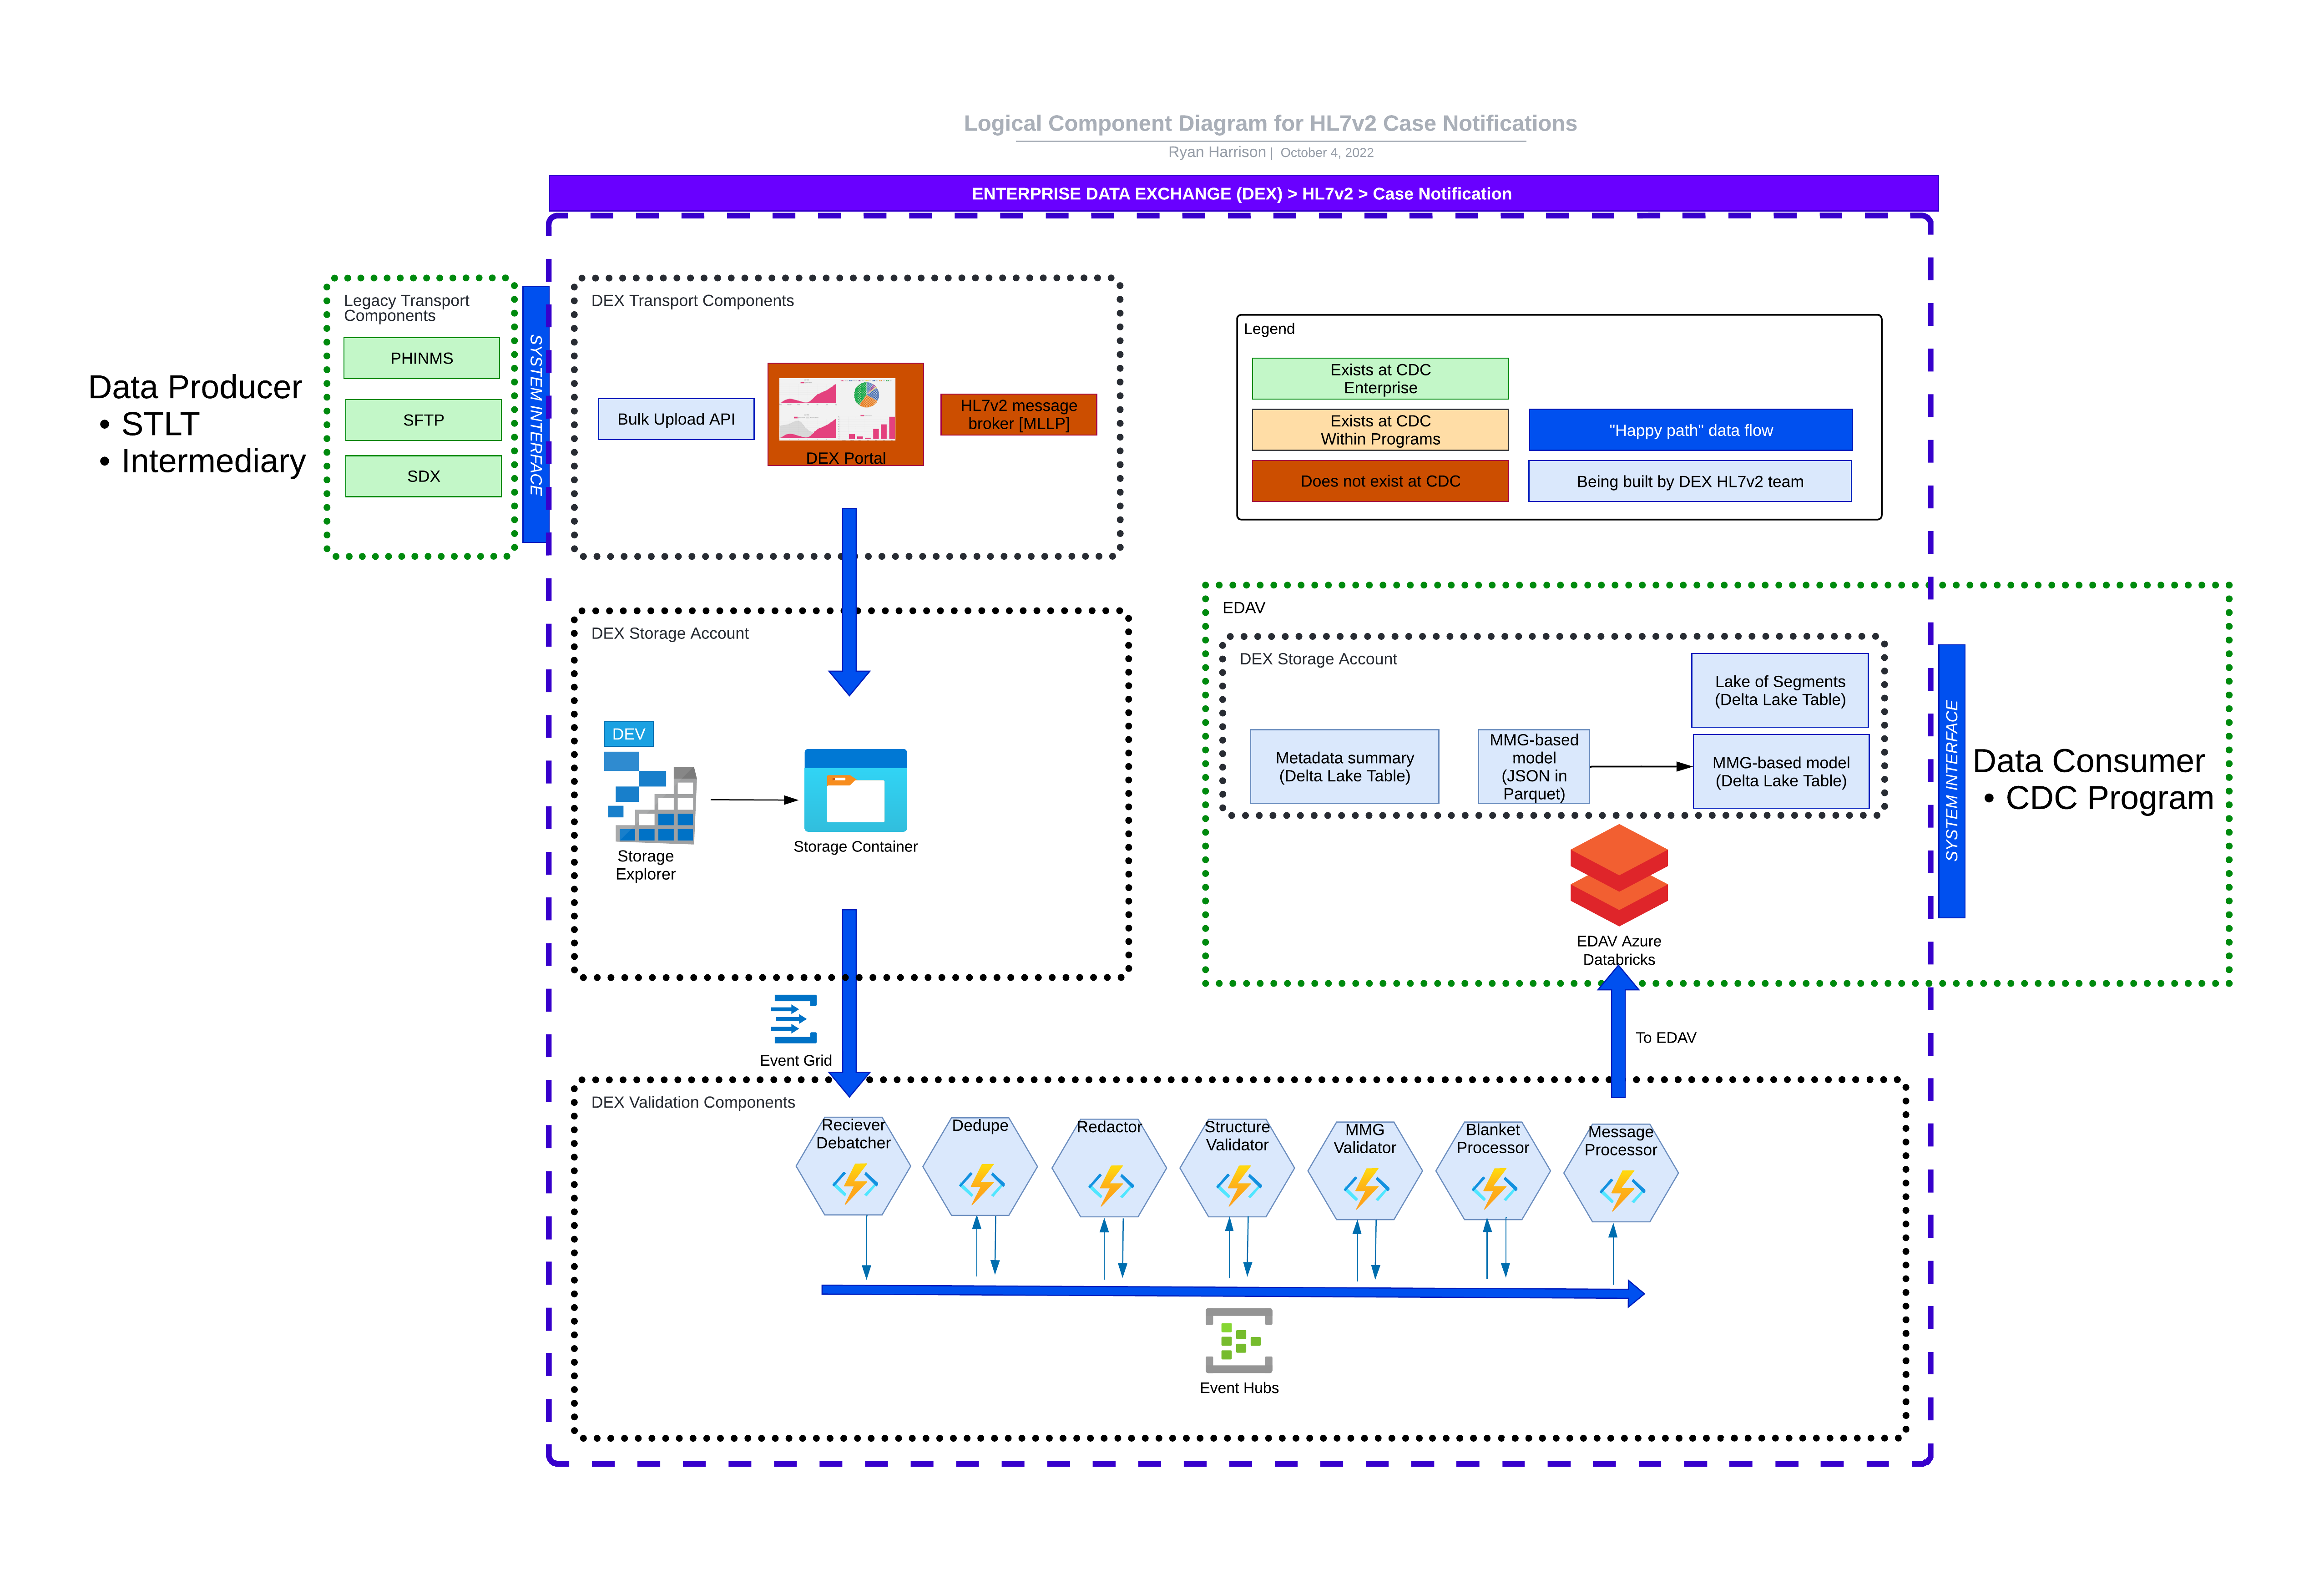 Logical Component Diagram for HL7v2 Case Notifications
Ryan Harrison | October 4, 2022
ENTERPRISE DATA EXCHANGE (DEX) > HL7v2 > Case Notification
Data Producer
• STLT
• Intermediary
Legacy Transport
Components
PHINMS
SFTP
SDX
SYSTEM INTERFACE
DEX Transport Components
Bulk Upload API
DEX Portal
HL7v2 message
broker [MLLP]
Legend
Exists at CDC
Enterprise
Exists at CDC
Within Programs
Does not exist at CDC
"Happy path" data flow
Being built by DEX HL7v2 team
DEX Storage Account
DEV
Storage
Explorer
Storage Container
Event Grid
EDAV
DEX Storage Account
Metadata summary
(Delta Lake Table)
MMG-based
model
(JSON in
Parquet)
Lake of Segments
(Delta Lake Table)
MMG-based model
(Delta Lake Table)
EDAV Azure
Databricks
SYSTEM INTERFACE
Data Consumer
• CDC Program
To EDAV
DEX Validation Components
Reciever
Debatcher
Dedupe
Redactor
Structure
Validator
MMG
Validator
Blanket
Processor
Message
Processor
Event Hubs